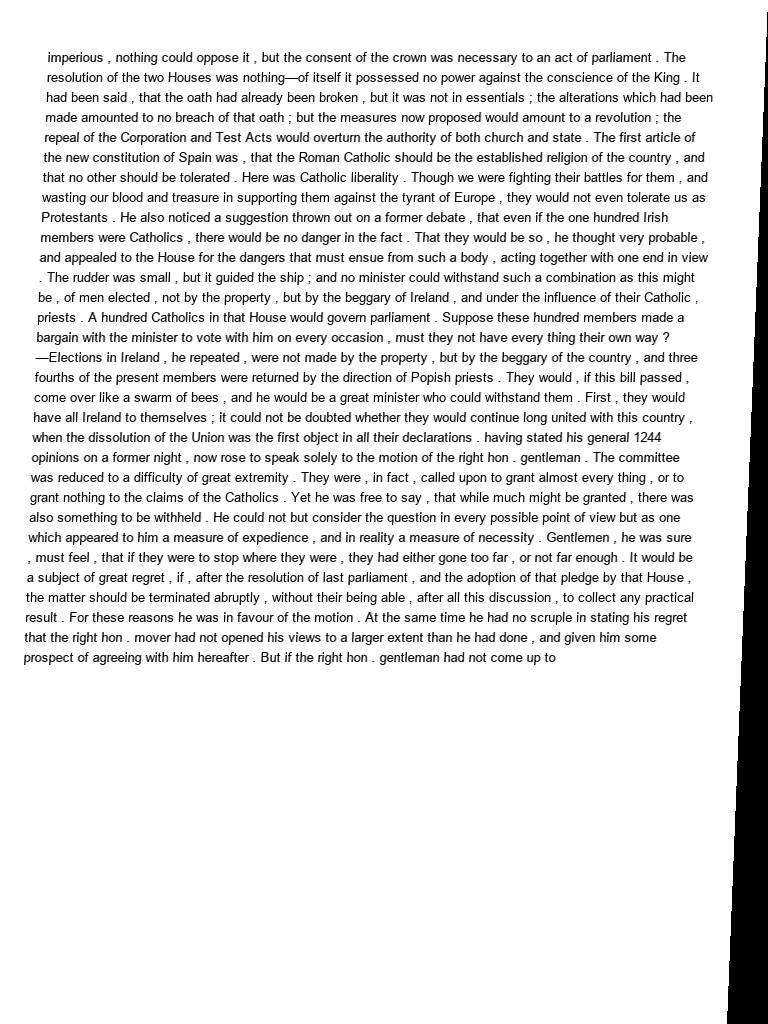 imperious , nothing could oppose it , but the consent of the crown was necessary to an act of parliament . The
resolution of the two Houses was nothing—of itself it possessed no power against the conscience of the King . It
had been said , that the oath had already been broken , but it was not in essentials ; the alterations which had been
made amounted to no breach of that oath ; but the measures now proposed would amount to a revolution ; the
repeal of the Corporation and Test Acts would overturn the authority of both church and state . The first article of
the new constitution of Spain was , that the Roman Catholic should be the established religion of the country , and
that no other should be tolerated . Here was Catholic liberality . Though we were fighting their battles for them , and
wasting our blood and treasure in supporting them against the tyrant of Europe , they would not even tolerate us as
Protestants . He also noticed a suggestion thrown out on a former debate , that even if the one hundred Irish
members were Catholics , there would be no danger in the fact . That they would be so , he thought very probable ,
and appealed to the House for the dangers that must ensue from such a body , acting together with one end in view
. The rudder was small , but it guided the ship ; and no minister could withstand such a combination as this might
be , of men elected , not by the property , but by the beggary of Ireland , and under the influence of their Catholic ,
priests . A hundred Catholics in that House would govern parliament . Suppose these hundred members made a
bargain with the minister to vote with him on every occasion , must they not have every thing their own way ?
—Elections in Ireland , he repeated , were not made by the property , but by the beggary of the country , and three
fourths of the present members were returned by the direction of Popish priests . They would , if this bill passed ,
come over like a swarm of bees , and he would be a great minister who could withstand them . First , they would
have all Ireland to themselves ; it could not be doubted whether they would continue long united with this country ,
when the dissolution of the Union was the first object in all their declarations . having stated his general 1244
opinions on a former night , now rose to speak solely to the motion of the right hon . gentleman . The committee
was reduced to a difficulty of great extremity . They were , in fact , called upon to grant almost every thing , or to
grant nothing to the claims of the Catholics . Yet he was free to say , that while much might be granted , there was
also something to be withheld . He could not but consider the question in every possible point of view but as one
which appeared to him a measure of expedience , and in reality a measure of necessity . Gentlemen , he was sure
, must feel , that if they were to stop where they were , they had either gone too far , or not far enough . It would be
a subject of great regret , if , after the resolution of last parliament , and the adoption of that pledge by that House ,
the matter should be terminated abruptly , without their being able , after all this discussion , to collect any practical
result . For these reasons he was in favour of the motion . At the same time he had no scruple in stating his regret
that the right hon . mover had not opened his views to a larger extent than he had done , and given him some
prospect of agreeing with him hereafter . But if the right hon . gentleman had not come up to